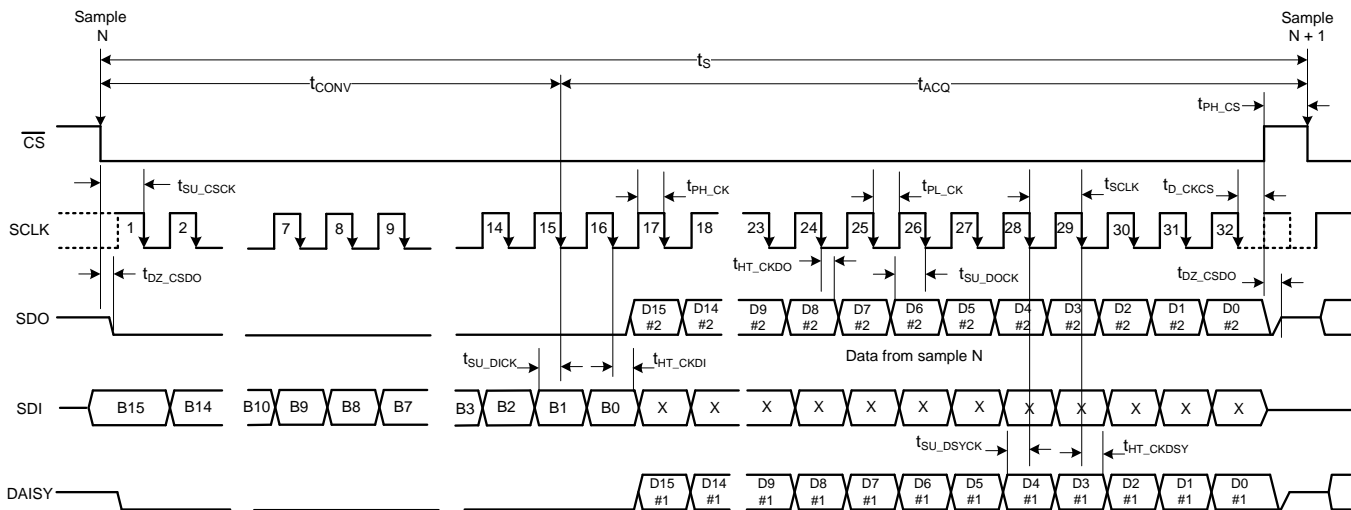 Sample
N
Sample
N + 1
tS
tCONV
tACQ
tPH_CS
CS
tSU_CSCK
tPH_CK
tPL_CK
tSCLK
tD_CKCS
SCLK
1 2 7 8 9 14 15 16 17 18 23 24 25 26 27 28 29 30 31 32
tDZ_CSDO
tHT_CKDO
tSU_DOCK
tDZ_CSDO
SDO
D15 #2 D14 #2 D9 #2 D8 #2 D7 #2 D6 #2 D5 #2 D4 #2 D3 #2 D2 #2 D1 #2 D0 #2
tSU_DICK
tHT_CKDI
Data from sample N
SDI
B15 B14 B10 B9 B8 B7 B3 B2 B1 B0 X X X X X X X X X X X X
tSU_DSYCK
tHT_CKDSY
DAISY
D15 #1 D14 #1 D9 #1 D8 #1 D7 #1 D6 #1 D5 #1 D4 #1 D3 #1 D2 #1 D1 #1 D0 #1